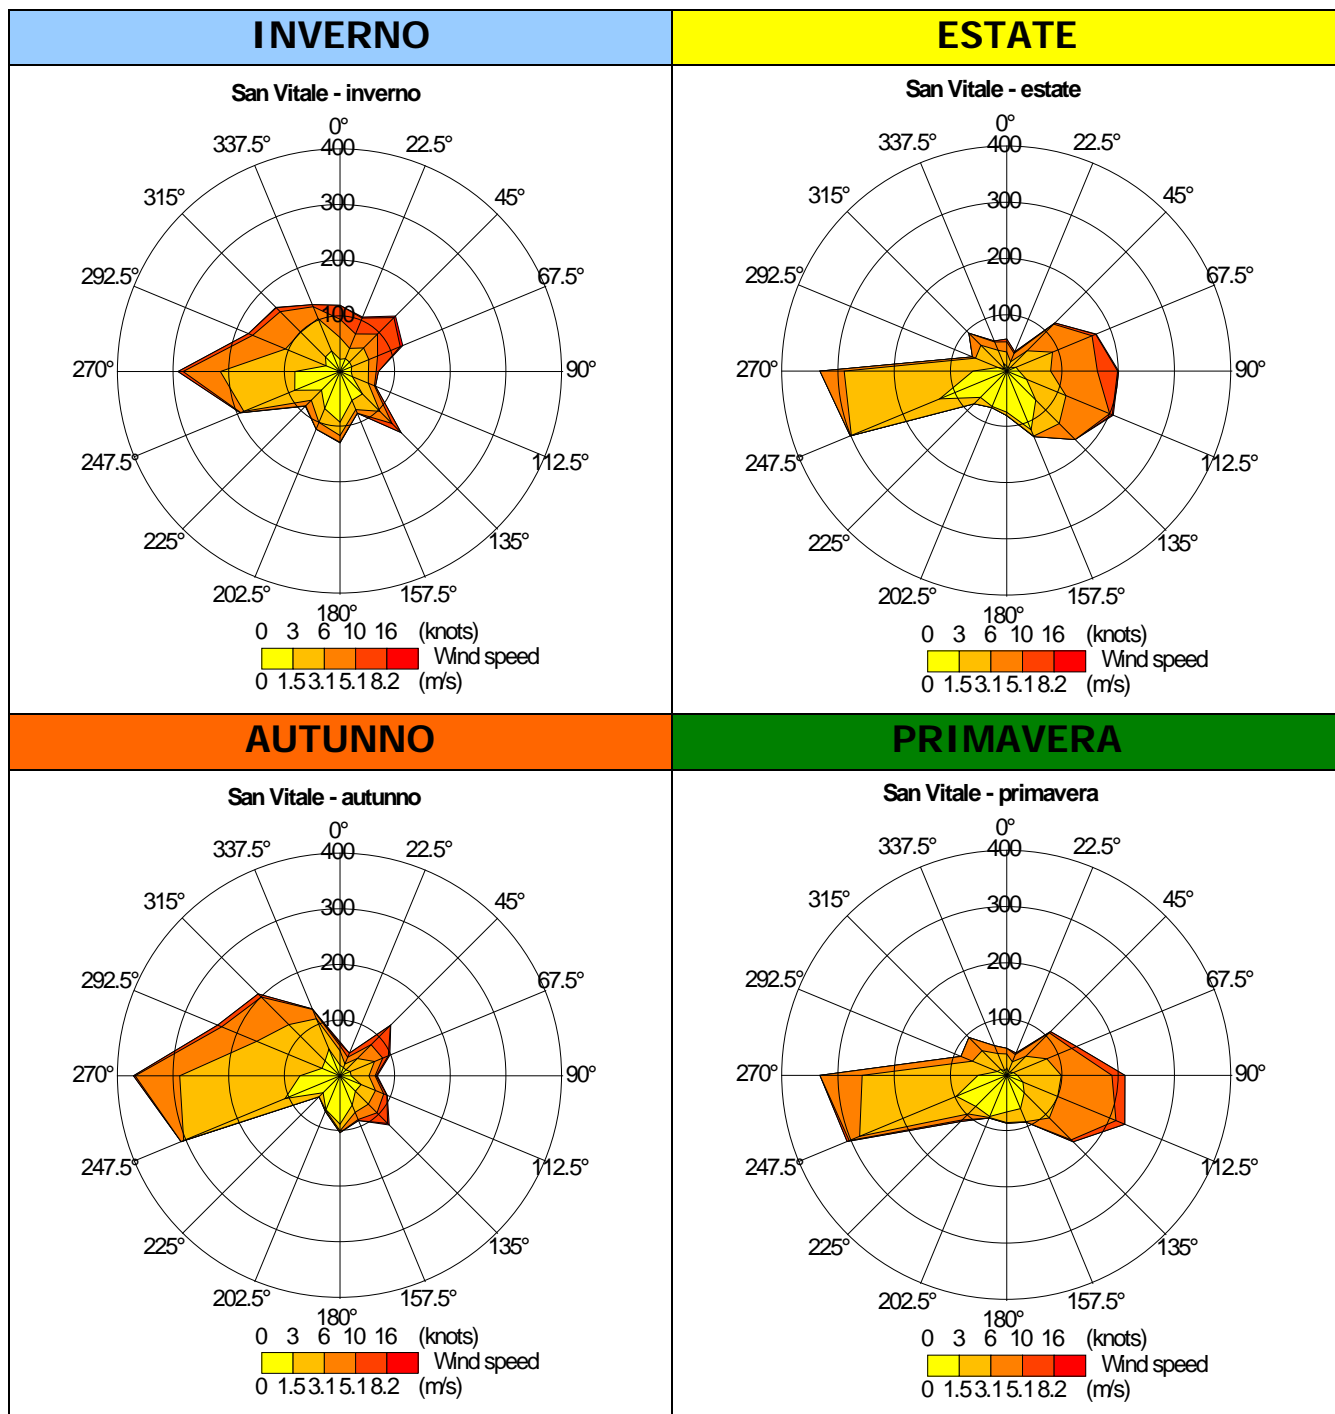 INVERNO
San Vitale - inverno
0°
337.5° 400 22.5°
315° 300 45°
292.5° 200 67.5°
100
270° 90°
247.5° 112.5°
225° 135°
202.5° 157.5°
180°
0 3 6 10 16 (knots)
Wind speed
0 1.5 3.1 5.1 8.2 (m/s)
ESTATE
San Vitale - estate
0°
337.5° 400 22.5°
315° 300 45°
292.5° 200 67.5°
100
270° 90°
247.5° 112.5°
225° 135°
202.5° 157.5°
180°
0 3 6 10 16 (knots)
Wind speed
0 1.5 3.1 5.1 8.2 (m/s)
AUTUNNO
San Vitale - autunno
0°
337.5° 400 22.5°
315° 300 45°
292.5° 200 67.5°
100
270° 90°
247.5° 112.5°
225° 135°
202.5° 157.5°
180°
0 3 6 10 16 (knots)
Wind speed
0 1.5 3.1 5.1 8.2 (m/s)
PRIMAVERA
San Vitale - primavera
0°
337.5° 400 22.5°
315° 300 45°
292.5° 200 67.5°
100
270° 90°
247.5° 112.5°
225° 135°
202.5° 157.5°
180°
0 3 6 10 16 (knots)
Wind speed
0 1.5 3.1 5.1 8.2 (m/s)